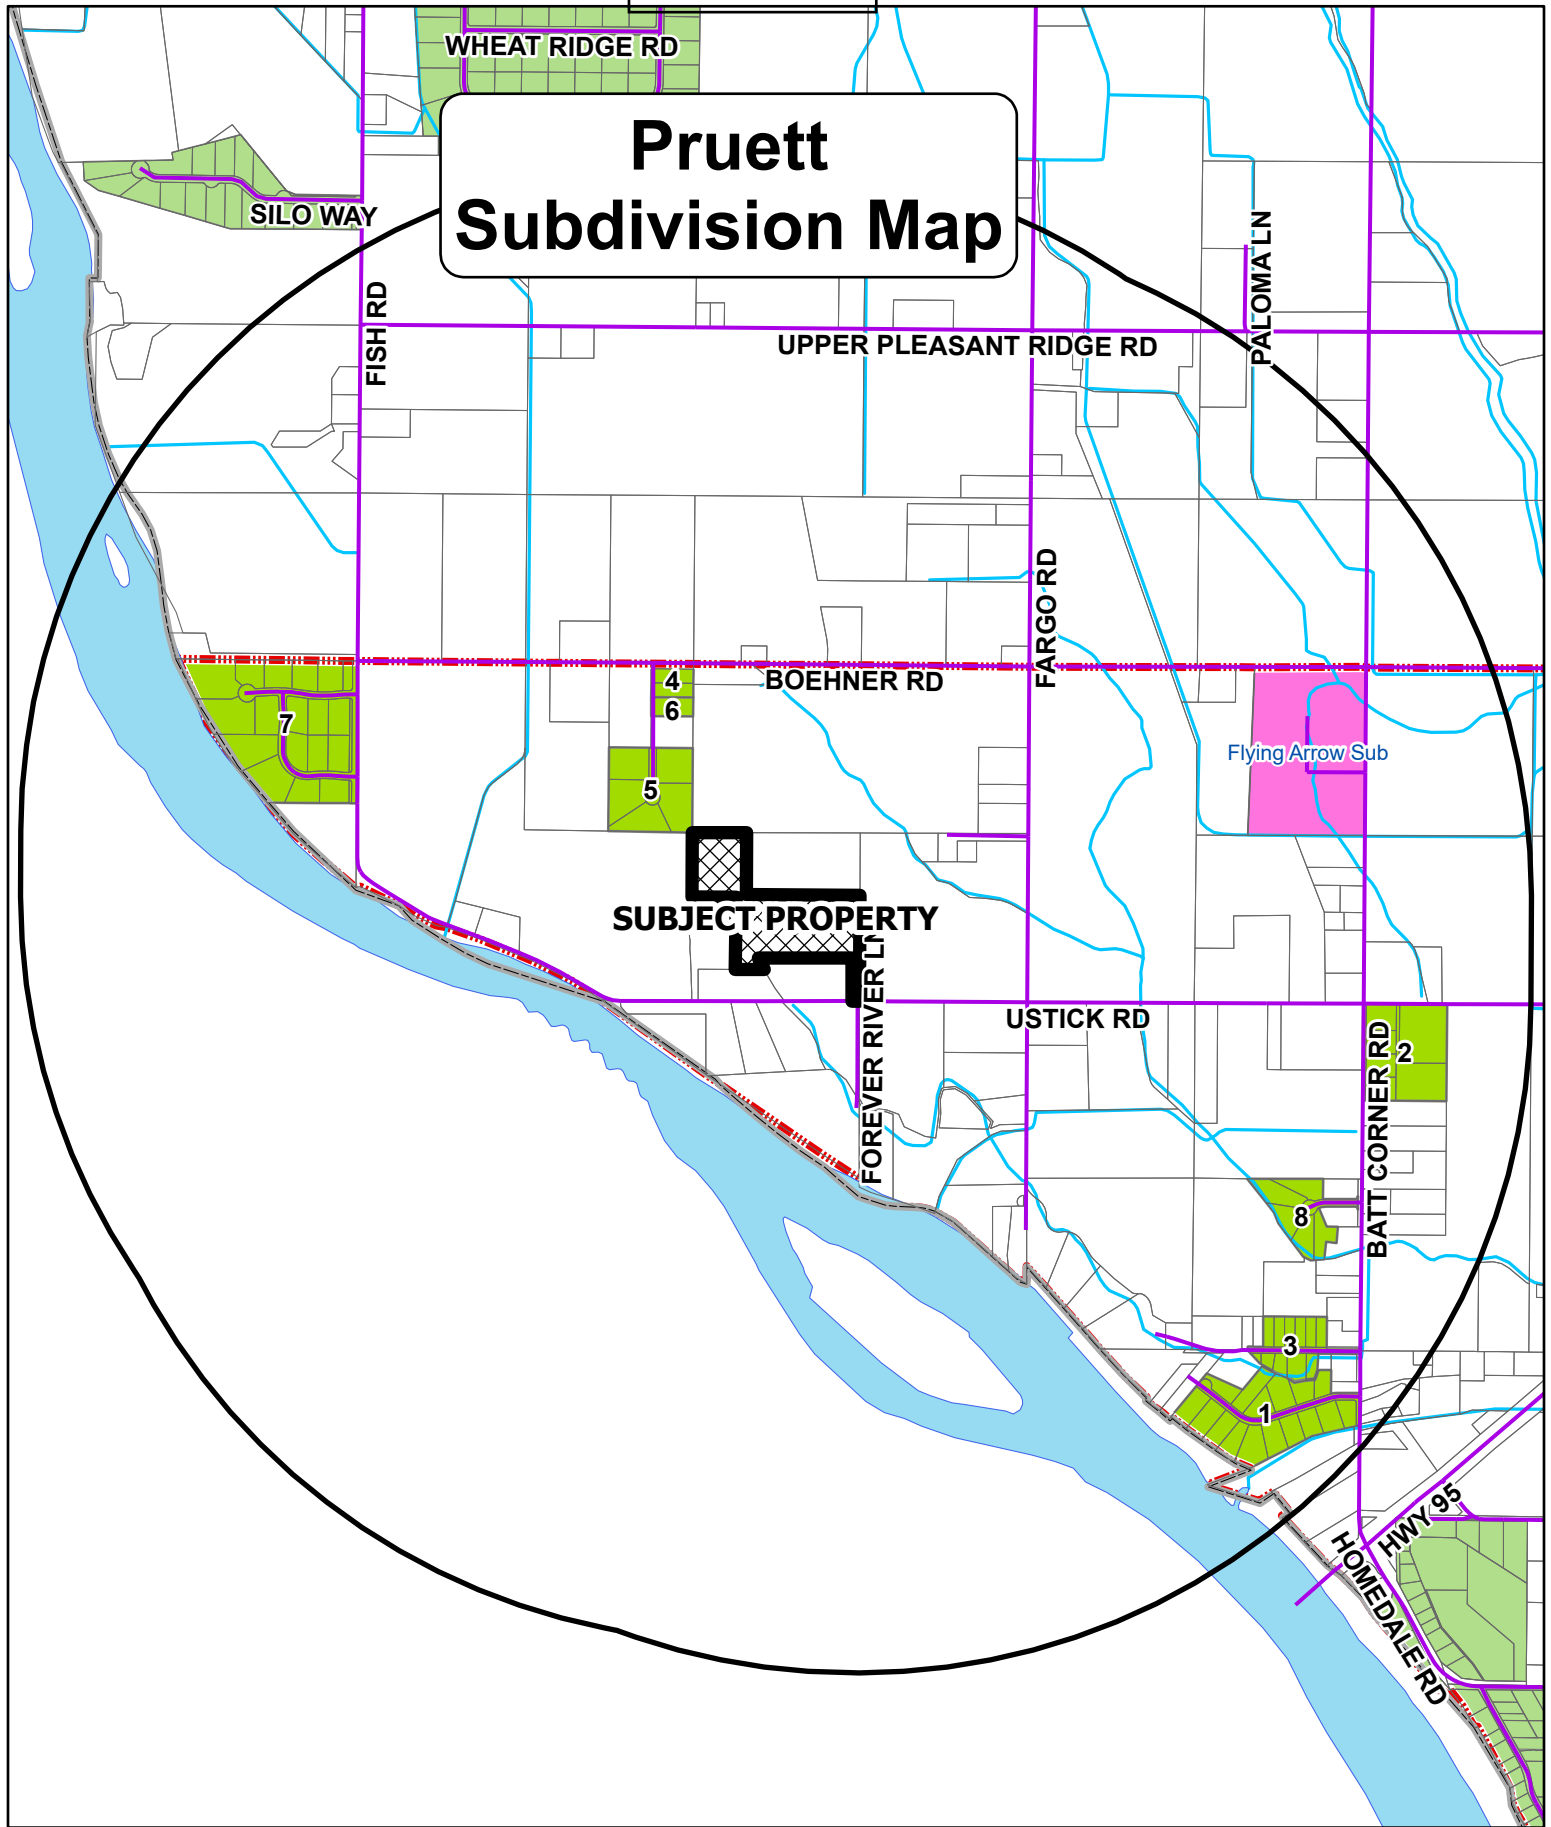 WHEAT RIDGE RD
Pruett
Subdivision Map
SILO WAY
FISH RD
PALOMA LN
UPPER PLEASANT RIDGE RD
FARGO RD
BOEHNER RD
4
6
7
5
Flying Arrow Sub
SUBJECT PROPERTY
FOREVER RIVER LN
USTICK RD
BATT CORNER RD
2
8
3
1
HWY 95
HOMEDALE RD